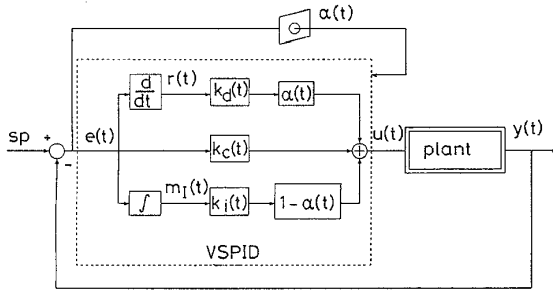 α(t)
d/dt
r(t)
k_d(t)
α(t)
sp
+
-
e(t)
k_c(t)
+
u(t)
plant
y(t)
∫
m_I(t)
k_i(t)
1-α(t)
VSPID